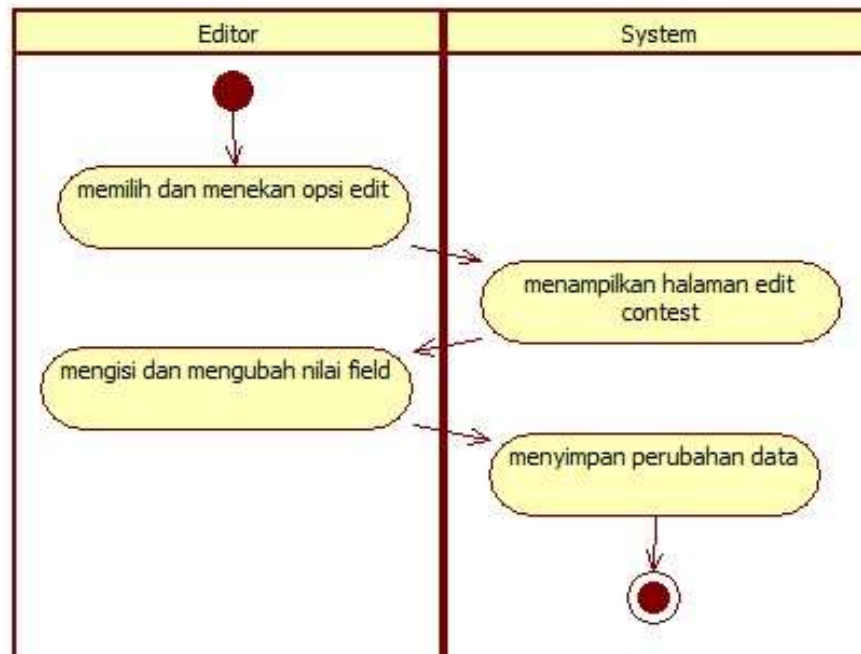 Editor
System
memilih dan menekan opsi edit
menampilkan halaman edit
contest
mengisi dan mengubah nilai field
menyimpan perubahan data